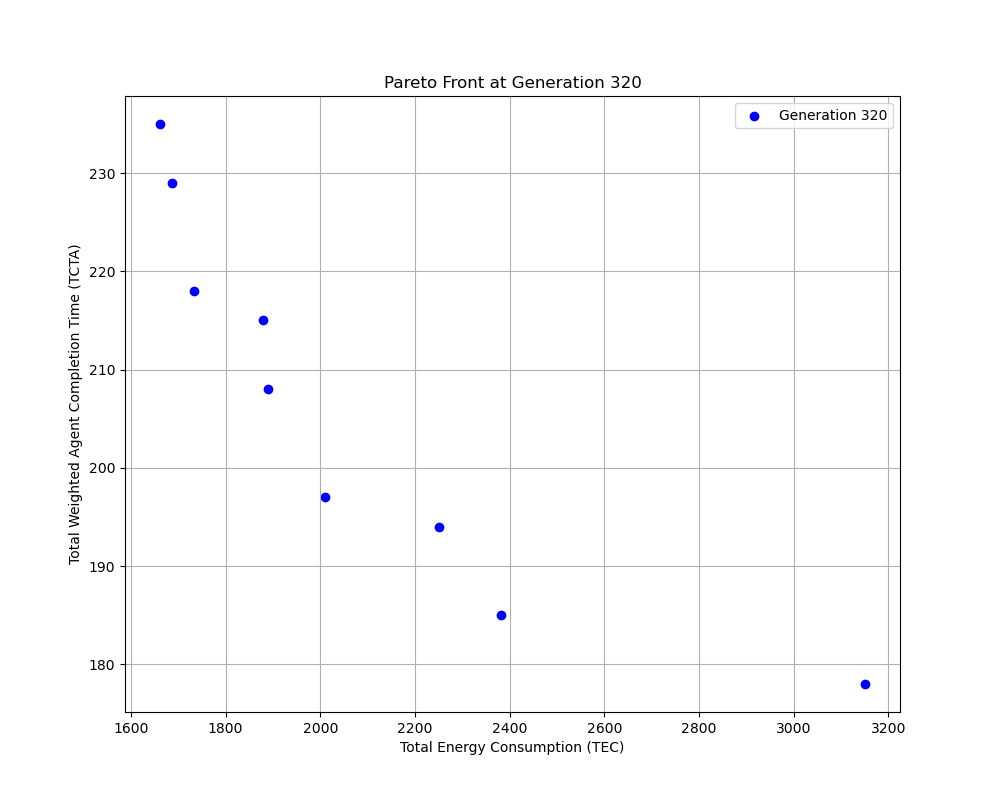 Pareto Front at Generation 320
Generation 320
Total Weighted Agent Completion Time (TCTA)
230
220
210
200
190
180
1600 1800 2000 2200 2400 2600 2800 3000 3200
Total Energy Consumption (TEC)